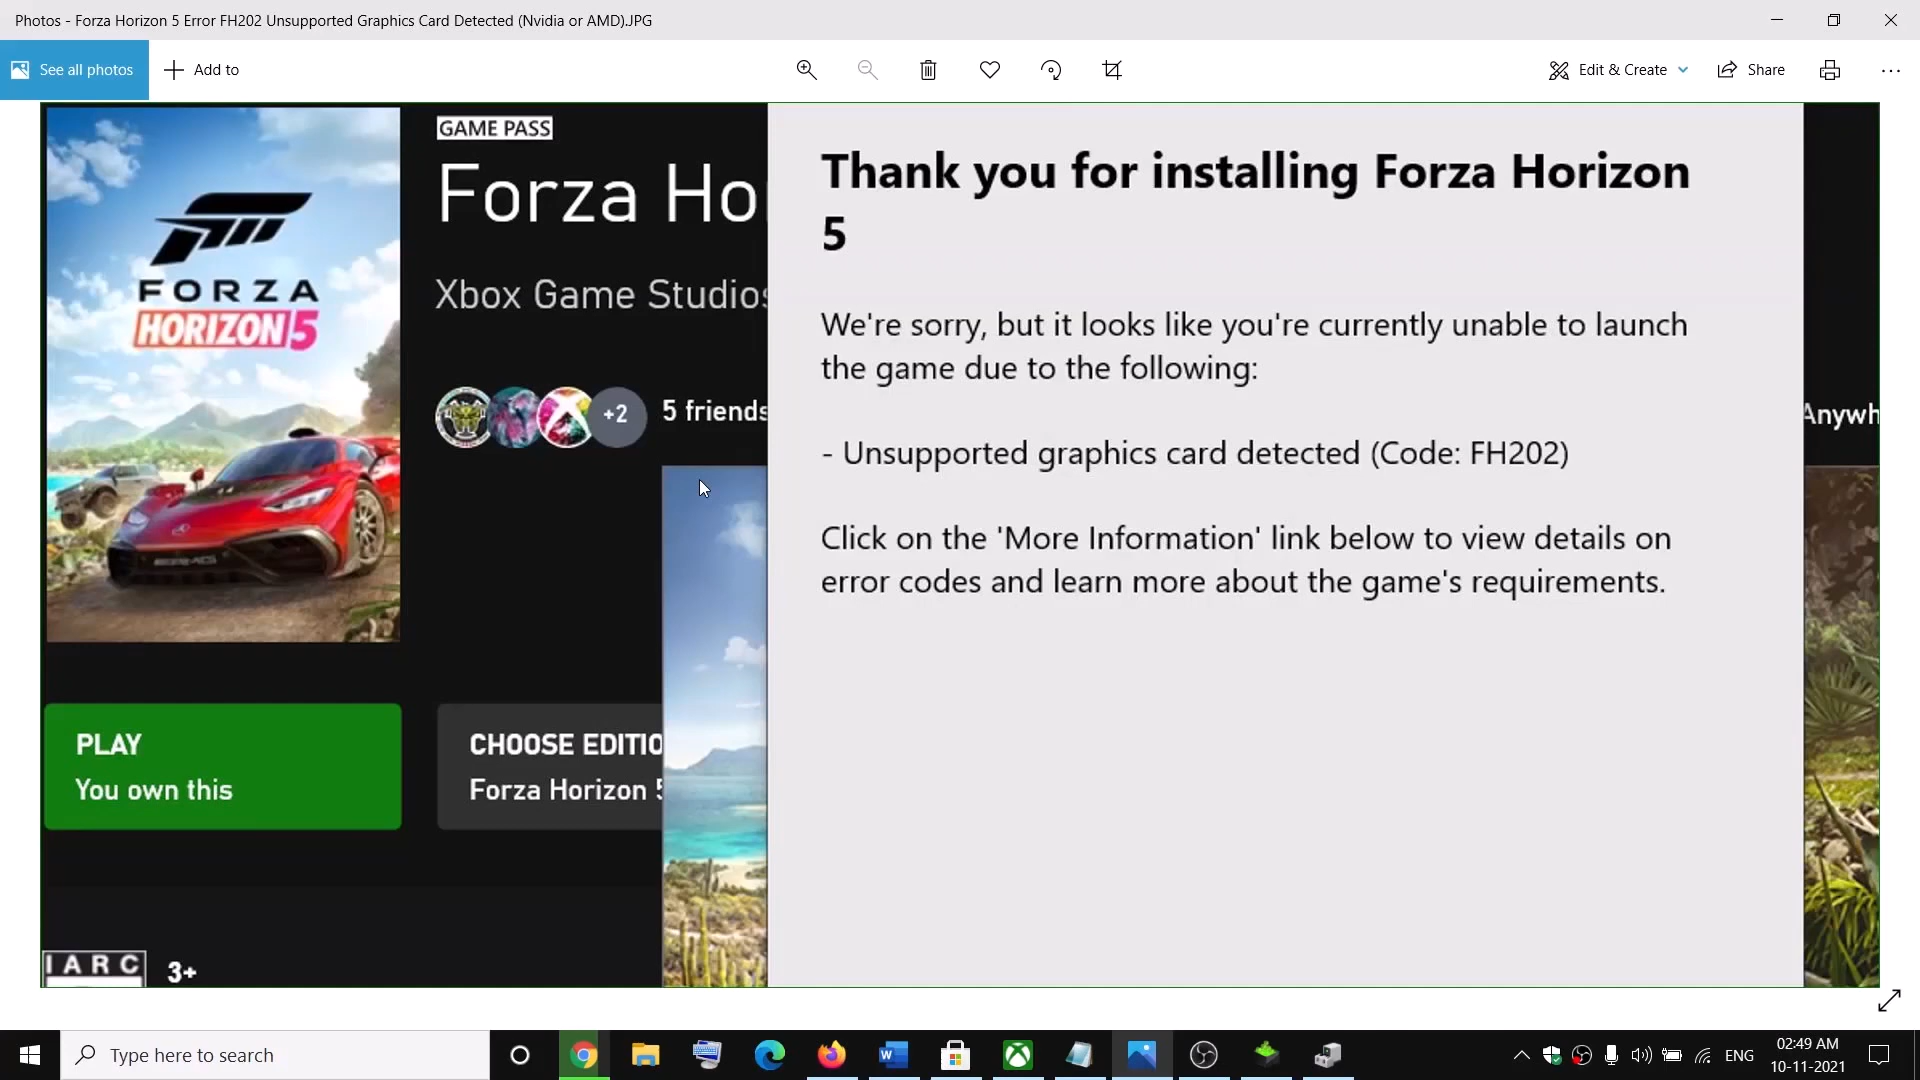 Photos - Forza Horizon 5 Error FH202 Unsupported Graphics Card Detected (Nvidia or AMD).JPG
See all photos
Add to
Edit & Create
Share
FORZA
HORIZON 5
GAME PASS
Forza Ho
Xbox Game Studios
+2
5 friends
PLAY
You own this
CHOOSE EDITIO
Forza Horizon 5
IARC
3+
Thank you for installing Forza Horizon
5
We're sorry, but it looks like you're currently unable to launch
the game due to the following:
- Unsupported graphics card detected (Code: FH202)
Click on the 'More Information' link below to view details on
error codes and learn more about the game's requirements.
Anywh
Type here to search
ENG
02:49 AM
10-11-2021